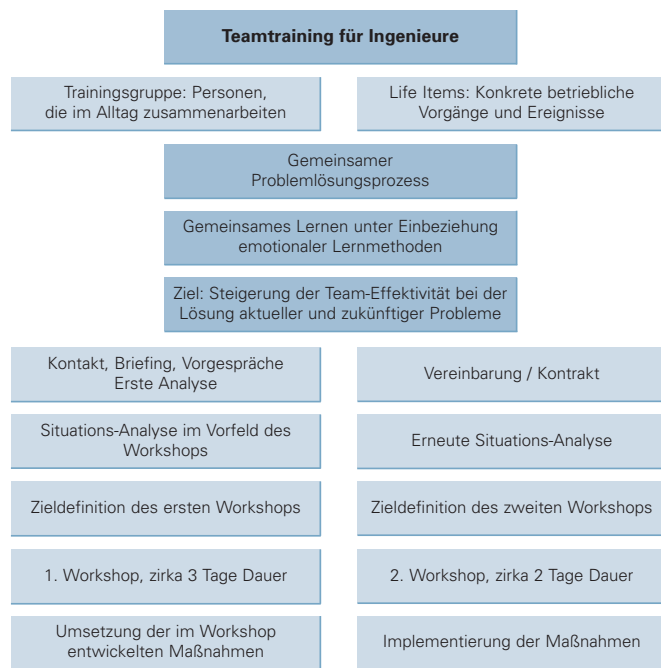 Teamtraining für Ingenieure
Trainingsgruppe: Personen,
die im Alltag zusammenarbeiten
Life Items: Konkrete betriebliche
Vorgänge und Ereignisse
Gemeinsamer
Problemlösungsprozess
Gemeinsames Lernen unter Einbeziehung
emotionaler Lernmethoden
Ziel: Steigerung der Team-Effektivität bei der
Lösung aktueller und zukünftiger Probleme
Kontakt, Briefing, Vorgespräche
Erste Analyse
Vereinbarung / Kontrakt
Situations-Analyse im Vorfeld des
Workshops
Erneute Situations-Analyse
Zieldefinition des ersten Workshops
Zieldefinition des zweiten Workshops
1. Workshop, zirka 3 Tage Dauer
2. Workshop, zirka 2 Tage Dauer
Umsetzung der im Workshop
entwickelten Maßnahmen
Implementierung der Maßnahmen